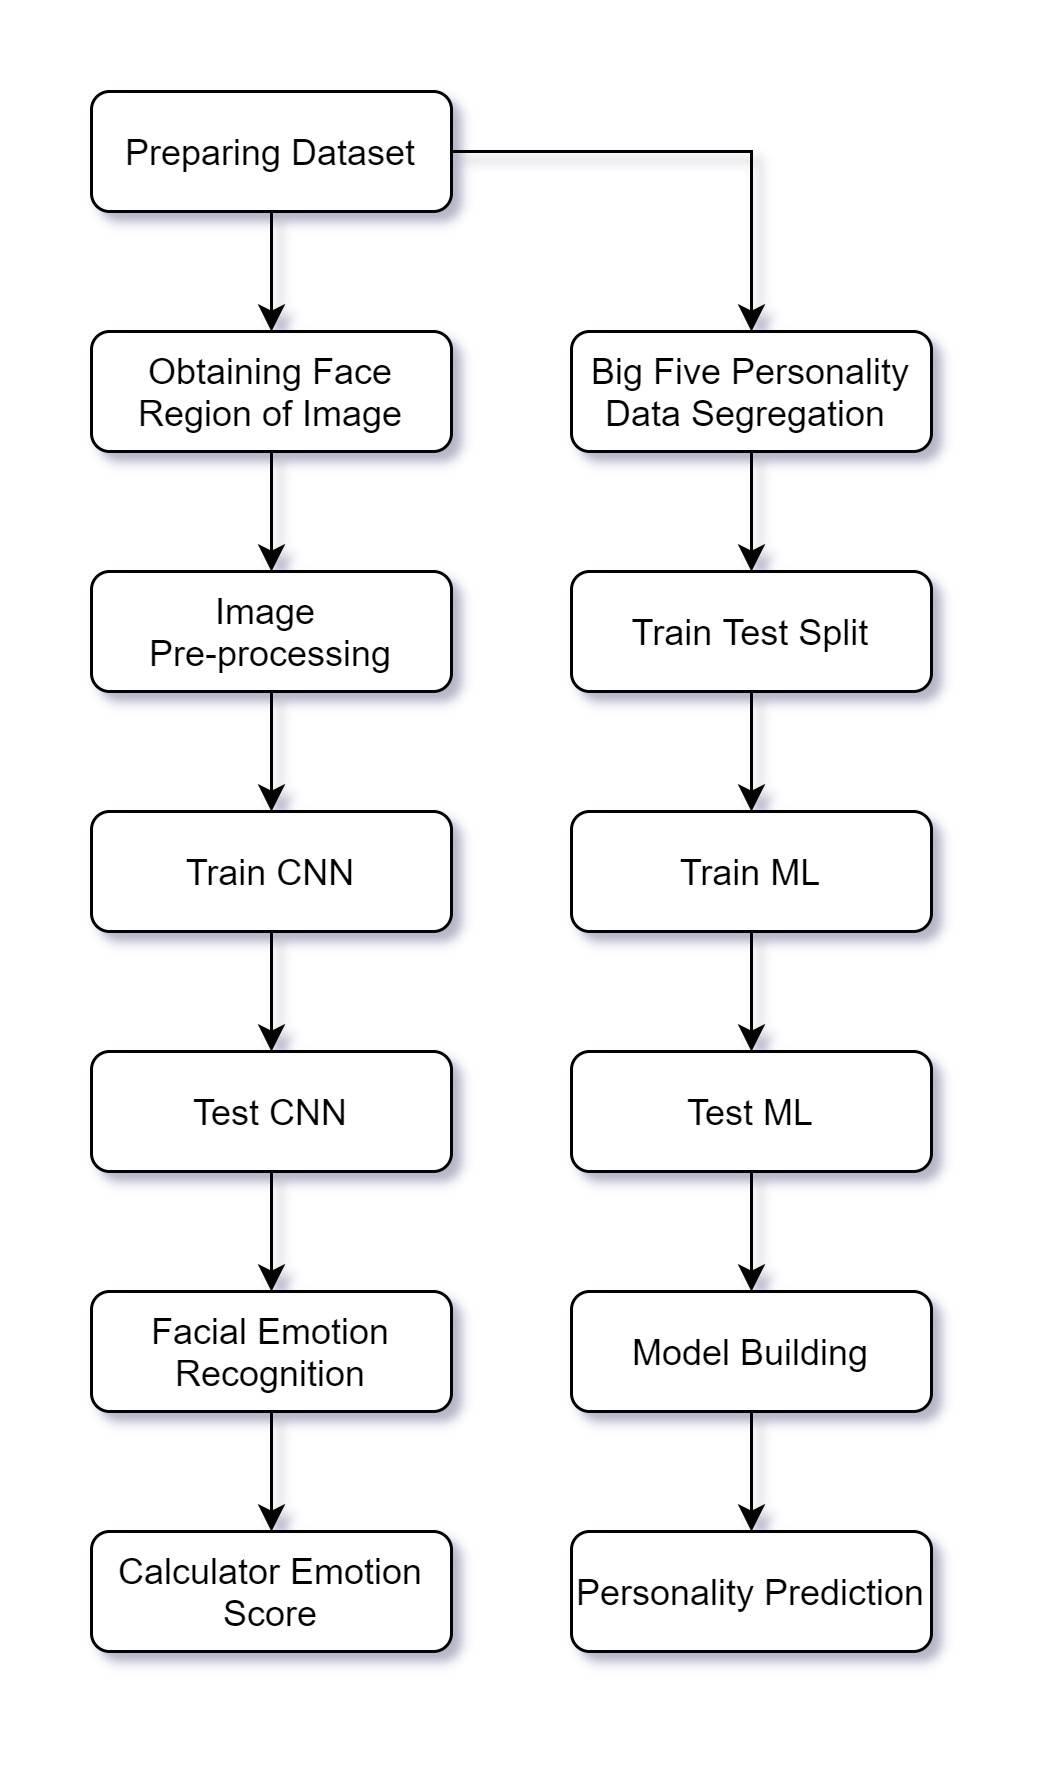 Preparing Dataset
Obtaining Face
Region of Image
Big Five Personality
Data Segregation
Image
Pre-processing
Train Test Split
Train CNN
Train ML
Test CNN
Test ML
Facial Emotion
Recognition
Model Building
Calculator Emotion
Score
Personality Prediction